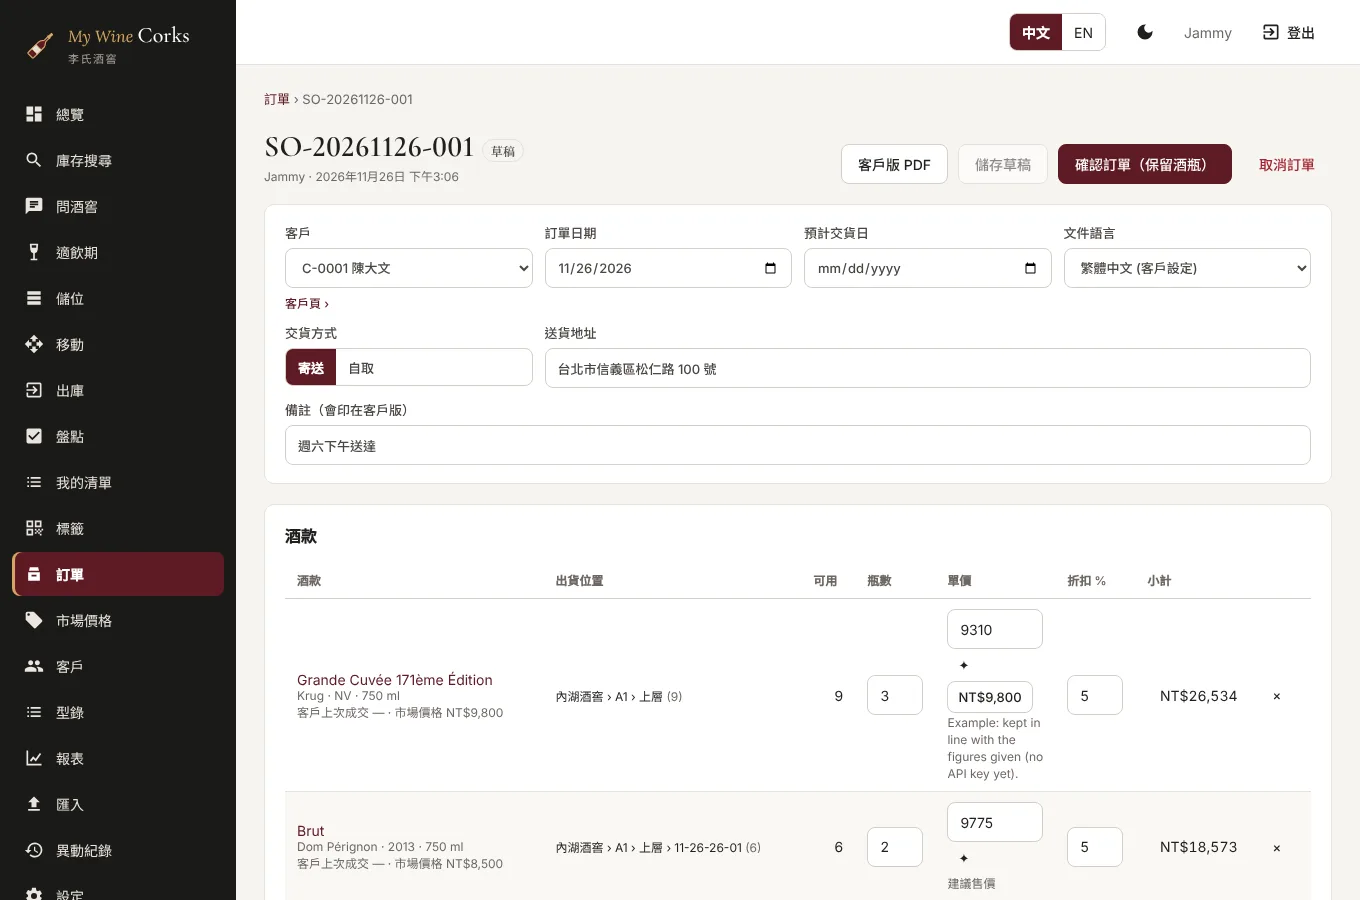 My Wine Corks
李氏酒窖
總覽
庫存搜尋
問酒窖
適飲期
儲位
移動
出庫
盤點
我的清單
標籤
訂單
市場價格
客戶
型錄
報表
匯入
異動紀錄
設定
中文 EN Jammy 登出
訂單 › SO-20261126-001
SO-20261126-001 草稿
Jammy · 2026年11月26日 下午3:06
客戶版 PDF 儲存草稿 確認訂單（保留酒瓶） 取消訂單
客戶 訂單日期 預計交貨日 文件語言
C-0001 陳大文 11/26/2026 mm/dd/yyyy 繁體中文 (客戶設定)
客戶頁 ›
交貨方式 送貨地址
寄送 自取 台北市信義區松仁路 100 號
備註（會印在客戶版）
週六下午送達
酒款
酒款 出貨位置 可用 瓶數 單價 折扣 % 小計
9310
✦
Grande Cuvée 171ème Édition
Krug · NV · 750 ml
客戶上次成交 — · 市場價格 NT$9,800
內湖酒窖 › A1 › 上層 (9) 9 3 NT$9,800 5 NT$26,534 ×
Example: kept in
line with the
figures given (no
API key yet).
9775
Brut
Dom Pérignon · 2013 · 750 ml
客戶上次成交 — · 市場價格 NT$8,500
內湖酒窖 › A1 › 上層 › 11-26-26-01 (6) 6 2 5 NT$18,573 ×
✦
建議售價